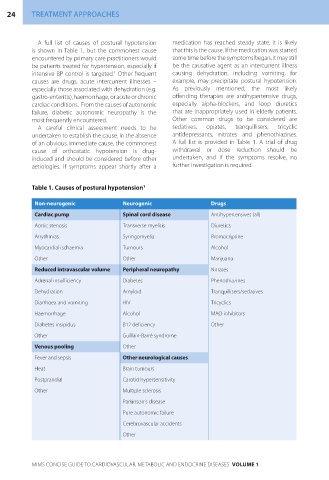 24 TREATMENT APPROACHES
A full list of causes of postural hypotension
is shown in Table 1, but the commonest cause
encountered by primary care practitioners would
be patients treated for hypertension, especially if
intensive BP control is targeted.¹ Other frequent
causes are drugs, acute intercurrent illnesses –
especially those associated with dehydration (e.g.
gastro-enteritis), haemorrhage, or acute or chronic
cardiac conditions. From the causes of autonomic
failure, diabetic autonomic neuropathy is the
most frequently encountered.
A careful clinical assessment needs to be
undertaken to establish the cause. In the absence
of an obvious, immediate cause, the commonest
cause of orthostatic hypotension is drug-
induced and should be considered before other
aetiologies. If symptoms appear shortly after a
medication has reached steady state, it is likely
that this is the cause. If the medication was started
some time before the symptoms began, it may still
be the causative agent as an intercurrent illness
causing dehydration, including vomiting, for
example, may precipitate postural hypotension.
As previously mentioned, the most likely
offending therapies are antihypertensive drugs,
especially alpha-blockers, and loop diuretics
that are inappropriately used in elderly patients.
Other common drugs to be considered are
sedatives, opiates, tranquilisers, tricyclic
antidepressants, nitrates and phenothiazines.
A full list is provided in Table 1. A trial of drug
withdrawal or dose reduction should be
undertaken, and if the symptoms resolve, no
further investigation is required.
Table 1. Causes of postural hypotension¹
Non-neurogenic Neurogenic Drugs
Cardiac pump Spinal cord disease Antihypertensives (all)
Aortic stenosis Transverse myelitis Diuretics
Arrythmias Syringomyelia Bromocriptine
Myocardial ischaemia Tumours Alcohol
Other Other Marijuana
Reduced intravascular volume Peripheral neuropathy Nitrates
Adrenal insufficiency Diabetes Phenothiazines
Dehydration Amyloid Tranquillisers/sedatives
Diarrhoea and vomiting HIV Tricyclics
Haemorrhage Alcohol MAO inhibitors
Diabetes insipidus B12 deficiency Other
Other Guillain-Barré syndrome
Venous pooling Other
Fever and sepsis Other neurological causes
Heat Brain tumours
Postprandial Carotid hypersensitivity
Other Multiple sclerosis
Parkinson's disease
Pure autonomic failure
Cerebrovascular accidents
Other
MIMS CONCISE GUIDE TO CARDIOVASCULAR, METABOLIC AND ENDOCRINE DISEASES VOLUME 1